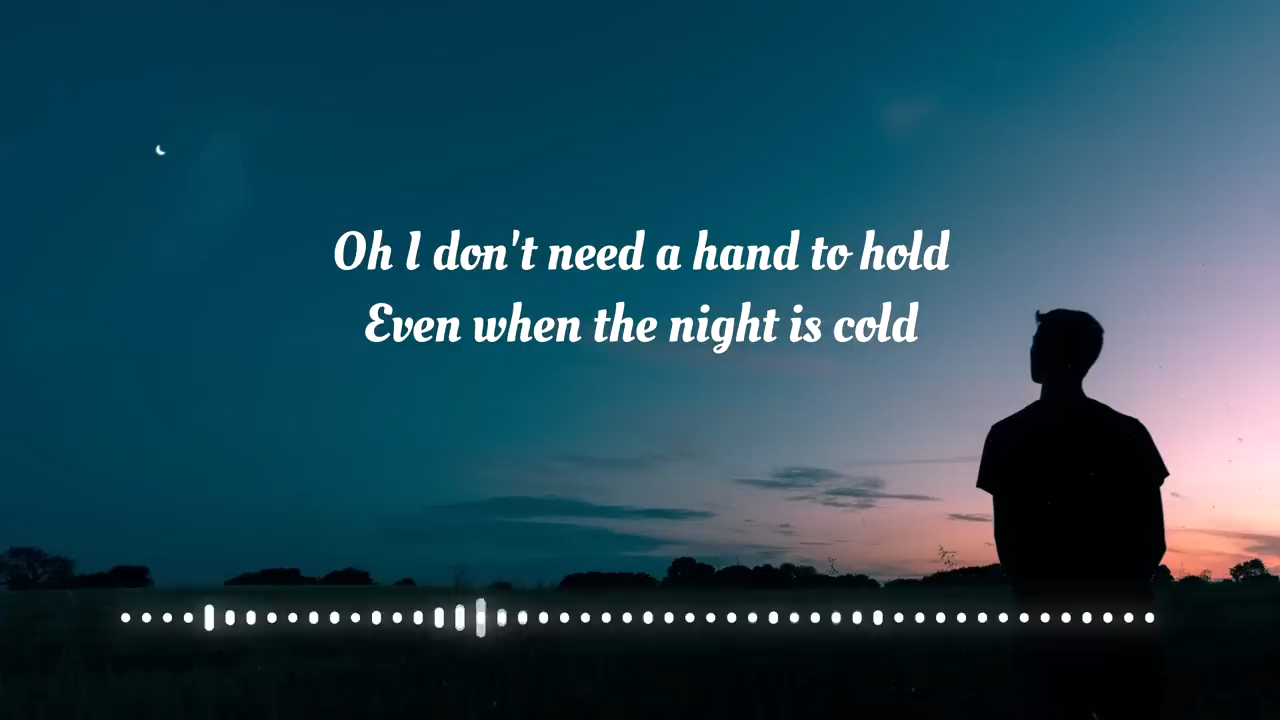 Oh I don't need a hand to hold
Even when the night is cold